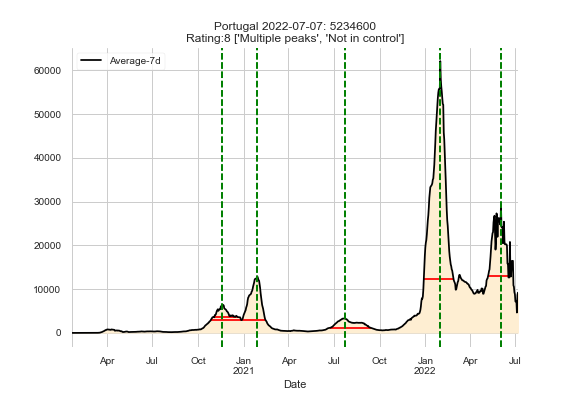 Portugal 2022-07-07: 5234600
Rating:8 ['Multiple peaks', 'Not in control']
Average-7d
60000
50000
40000
30000
20000
10000
0
Apr Jul Oct Jan Apr Jul Oct Jan Apr Jul
2021 2022
Date